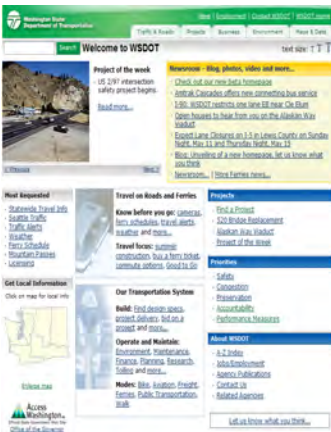 Washington State
Department of Transportation
News | Employment | Contact WSDOT | WSDOT Home
Traffic & Roads
Projects
Business
Environment
Maps & Data
Search
Welcome to WSDOT
text size: T T T
Project of the week
- US 2/97 intersection
safety project begins.
Read more...
< Previous
Next >
Newsroom - Blog, photos, video and more...
- Check out our new beta homepage
- Amtrak Cascades offers new connecting bus service
- I-90: WSDOT restricts one lane EB near Cle Elum
- Open houses to hear from you on the Alaskan Way
Viaduct
- Expect Lane Closures on I-5 in Lewis County on Sunday
Night, May 11 and Thursday Night, May 15
- Blog: Unveiling of a new homepage, let us know what
you think
- Newsroom... | More Ferries news...
Most Requested
- Statewide Travel Info
- Seattle Traffic
- Traffic Alerts
- Weather
- Ferry Schedule
- Mountain Passes
- Licensing
Get Local Information
Click on map for local info
Enlarge map
Access
Washington
Official State Government Web Site
Office of the Governor
Travel on Roads and Ferries
Know before you go: cameras,
ferry schedules, travel alerts,
weather and more...
Travel focus: summer
construction, buy a ferry ticket,
commute options, Good to Go
Our Transportation System
Build: Find design specs,
project delivery, bid on a
project and more...
Operate and Maintain:
Environment, Maintenance,
Finance, Planning, Research,
Tolling and more...
Modes: Bike, Aviation, Freight,
Ferries, Public Transportation,
Walk
Projects
- Find a Project
- 520 Bridge Replacement
- Alaskan Way Viaduct
- Project of the Week
Priorities
- Safety
- Congestion
- Preservation
- Accountability
- Performance Measures
About WSDOT
- A-Z Index
- Jobs/Employment
- Agency Publications
- Contact Us
- Related Agencies
Let us know what you think...